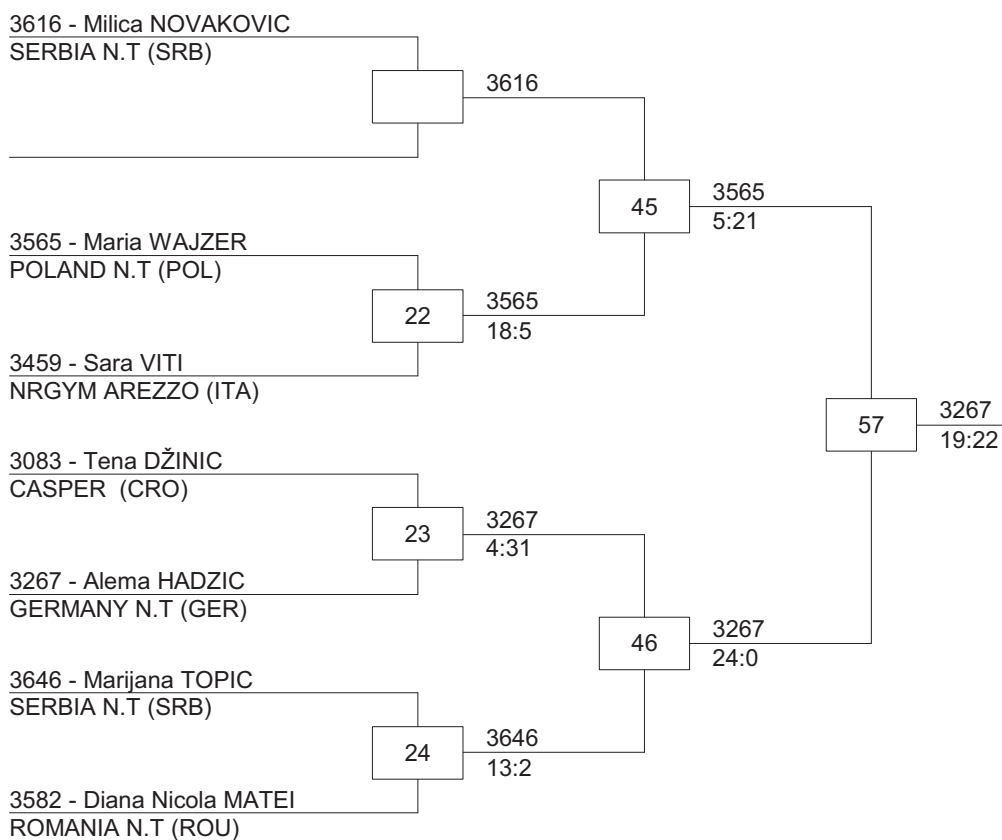 3616 - Milica NOVAKOVIC
SERBIA N.T (SRB)
3616
45
3565
5:21
3565 - Maria WAJZER
POLAND N.T (POL)
22
3565
18:5
3459 - Sara VITI
NRGYM AREZZO (ITA)
57
3267
19:22
3083 - Tena DŽINIC
CASPER  (CRO)
23
3267
4:31
3267 - Alema HADZIC
GERMANY N.T (GER)
46
3267
24:0
3646 - Marijana TOPIC
SERBIA N.T (SRB)
24
3646
13:2
3582 - Diana Nicola MATEI
ROMANIA N.T (ROU)